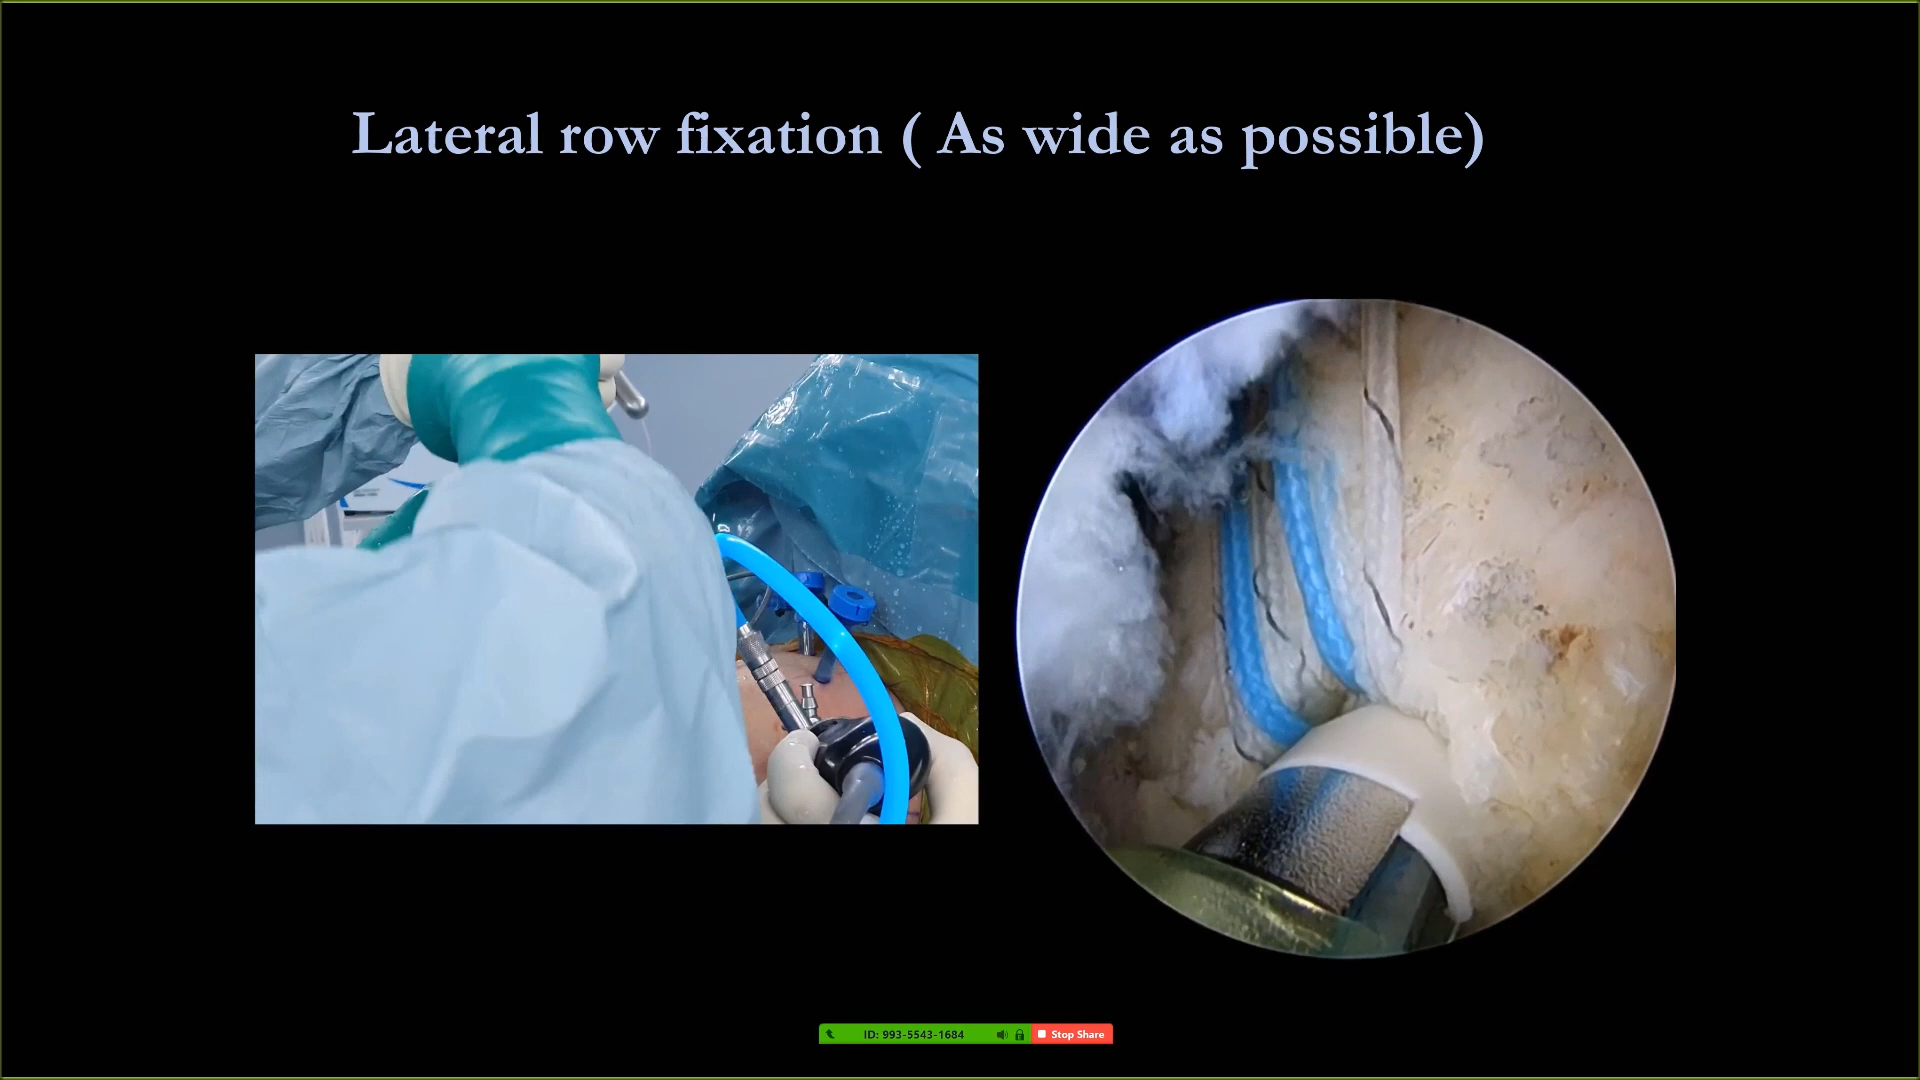 Lateral row fixation ( As wide as possible)
ID: 993-5543-1684
Stop Share